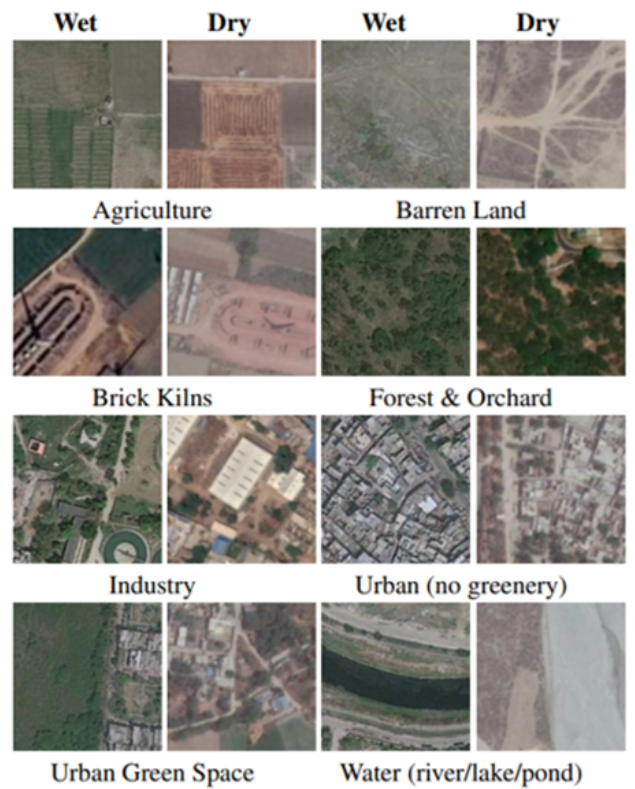 Wet Dry Wet Dry
Agriculture Barren Land
Brick Kilns Forest & Orchard
Industry Urban (no greenery)
Urban Green Space Water (river/lake/pond)